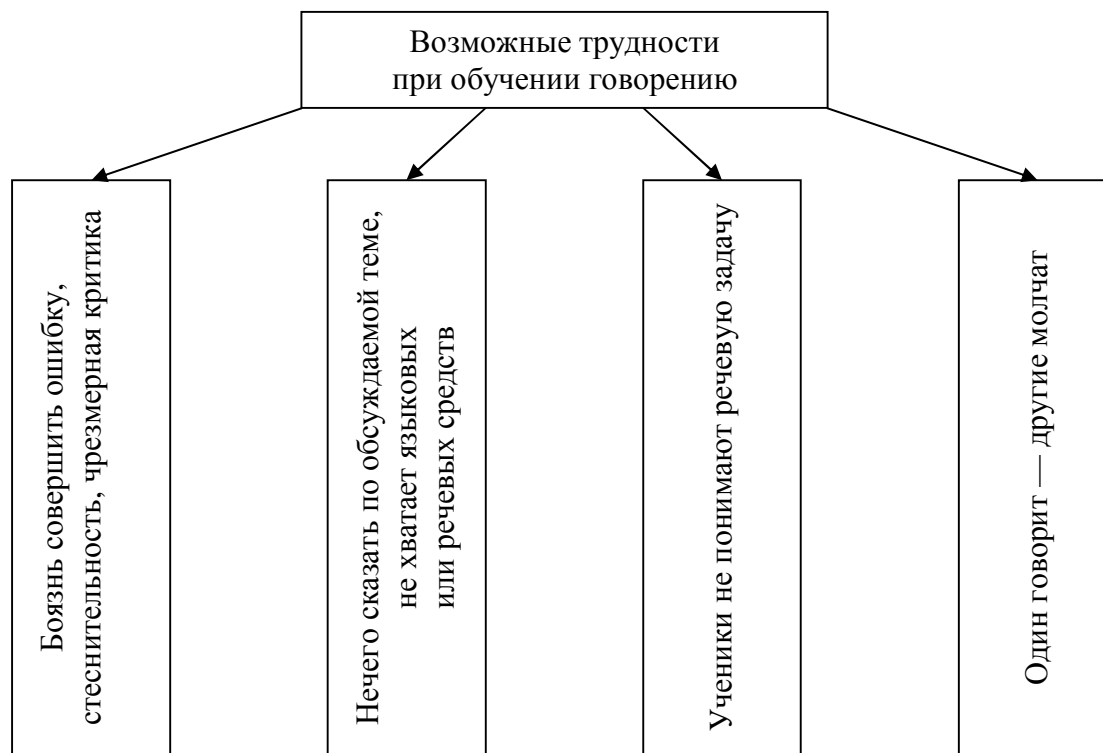 Возможные трудности
при обучении говорению
Боязнь совершить ошибку,
стеснительность, чрезмерная критика
Нечего сказать по обсуждаемой теме,
не хватает языковых
или речевых средств
Ученики не понимают речевую задачу
Один говорит — другие молчат